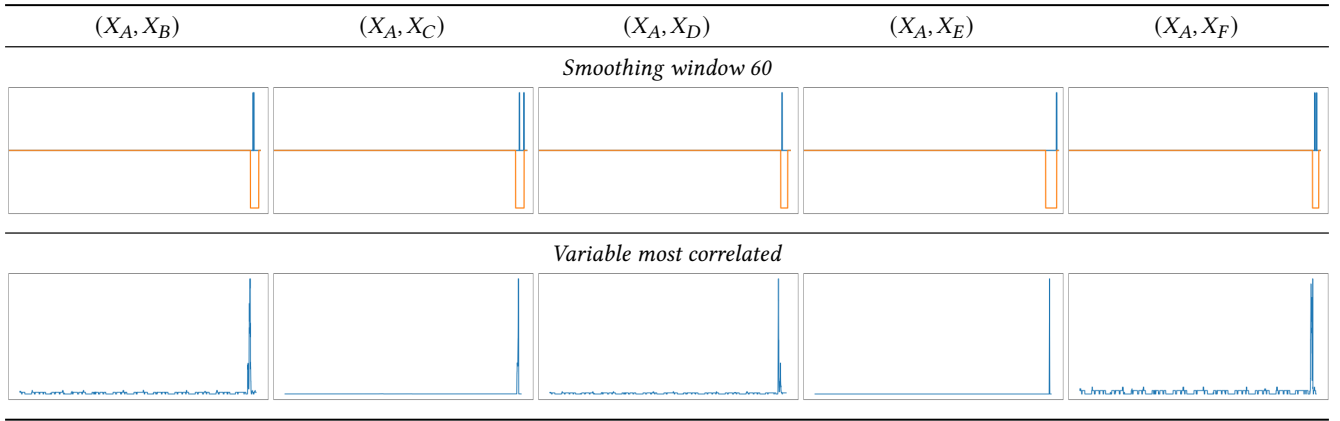 (X_A, X_B) (X_A, X_C) (X_A, X_D) (X_A, X_E) (X_A, X_F)
Smoothing window 60
Variable most correlated